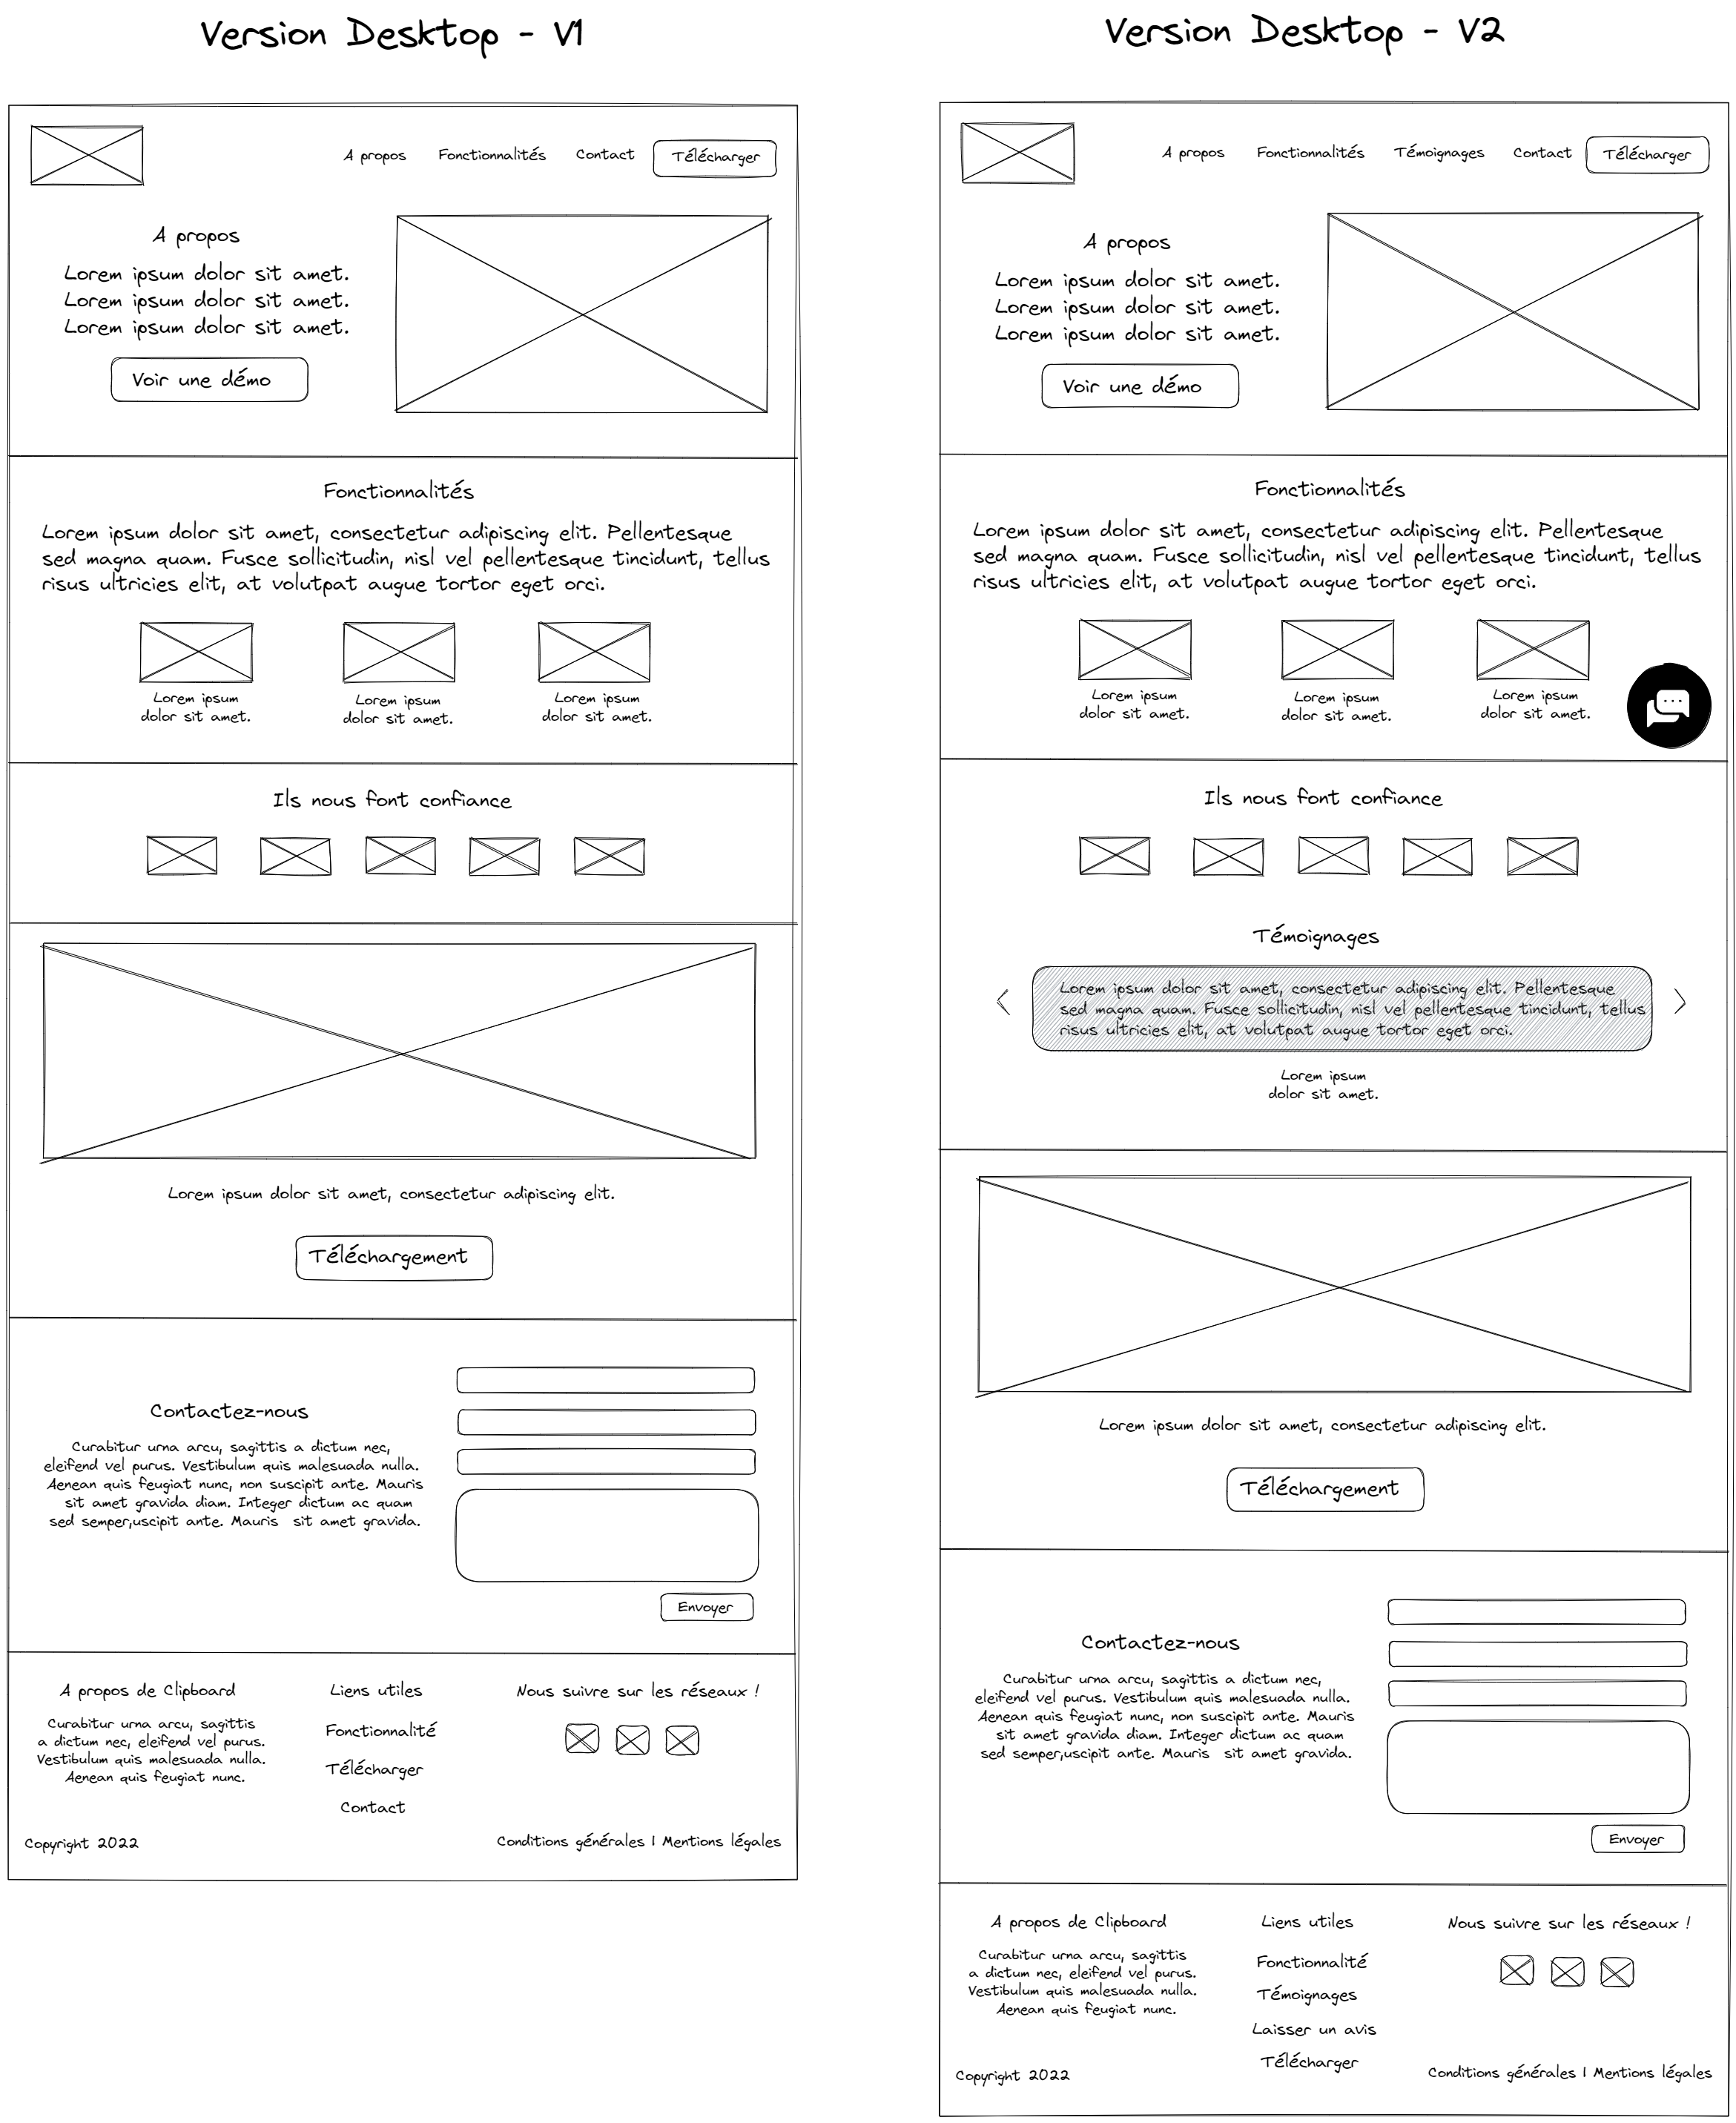 Version Desktop - V1
A propos
Fonctionnalités
Contact
Télécharger
A propos
Lorem ipsum dolor sit amet.
Lorem ipsum dolor sit amet.
Lorem ipsum dolor sit amet.
Voir une démo
Fonctionnalités
Lorem ipsum dolor sit amet, consectetur adipiscing elit. Pellentesque
sed magna quam. Fusce sollicitudin, nisl vel pellentesque tincidunt, tellus
risus ultricies elit, at volutpat augue tortor eget orci.
Lorem ipsum
dolor sit amet.
Lorem ipsum
dolor sit amet.
Lorem ipsum
dolor sit amet.
Ils nous font confiance
Lorem ipsum dolor sit amet, consectetur adipiscing elit.
Téléchargement
Contactez-nous
Curabitur urna arcu, sagittis a dictum nec,
eleifend vel purus. Vestibulum quis malesuada nulla.
Aenean quis feugiat nunc, non suscipit ante. Mauris
sit amet gravida diam. Integer dictum ac quam
sed semper,uscipit ante. Mauris  sit amet gravida.
Envoyer
A propos de Clipboard
Curabitur urna arcu, sagittis
a dictum nec, eleifend vel purus.
Vestibulum quis malesuada nulla.
Aenean quis feugiat nunc.
Liens utiles
Fonctionnalité
Télécharger
Contact
Nous suivre sur les réseaux !
Copyright 2022
Conditions générales | Mentions légales
Version Desktop - V2
A propos
Fonctionnalités
Témoignages
Contact
Télécharger
A propos
Lorem ipsum dolor sit amet.
Lorem ipsum dolor sit amet.
Lorem ipsum dolor sit amet.
Voir une démo
Fonctionnalités
Lorem ipsum dolor sit amet, consectetur adipiscing elit. Pellentesque
sed magna quam. Fusce sollicitudin, nisl vel pellentesque tincidunt, tellus
risus ultricies elit, at volutpat augue tortor eget orci.
Lorem ipsum
dolor sit amet.
Lorem ipsum
dolor sit amet.
Lorem ipsum
dolor sit amet.
Ils nous font confiance
Témoignages
Lorem ipsum dolor sit amet, consectetur adipiscing elit. Pellentesque
sed magna quam. Fusce sollicitudin, nisl vel pellentesque tincidunt, tellus
risus ultricies elit, at volutpat augue tortor eget orci.
Lorem ipsum
dolor sit amet.
Lorem ipsum dolor sit amet, consectetur adipiscing elit.
Téléchargement
Contactez-nous
Curabitur urna arcu, sagittis a dictum nec,
eleifend vel purus. Vestibulum quis malesuada nulla.
Aenean quis feugiat nunc, non suscipit ante. Mauris
sit amet gravida diam. Integer dictum ac quam
sed semper,uscipit ante. Mauris  sit amet gravida.
Envoyer
A propos de Clipboard
Curabitur urna arcu, sagittis
a dictum nec, eleifend vel purus.
Vestibulum quis malesuada nulla.
Aenean quis feugiat nunc.
Liens utiles
Fonctionnalité
Témoignages
Laisser un avis
Télécharger
Nous suivre sur les réseaux !
Copyright 2022
Conditions générales | Mentions légales